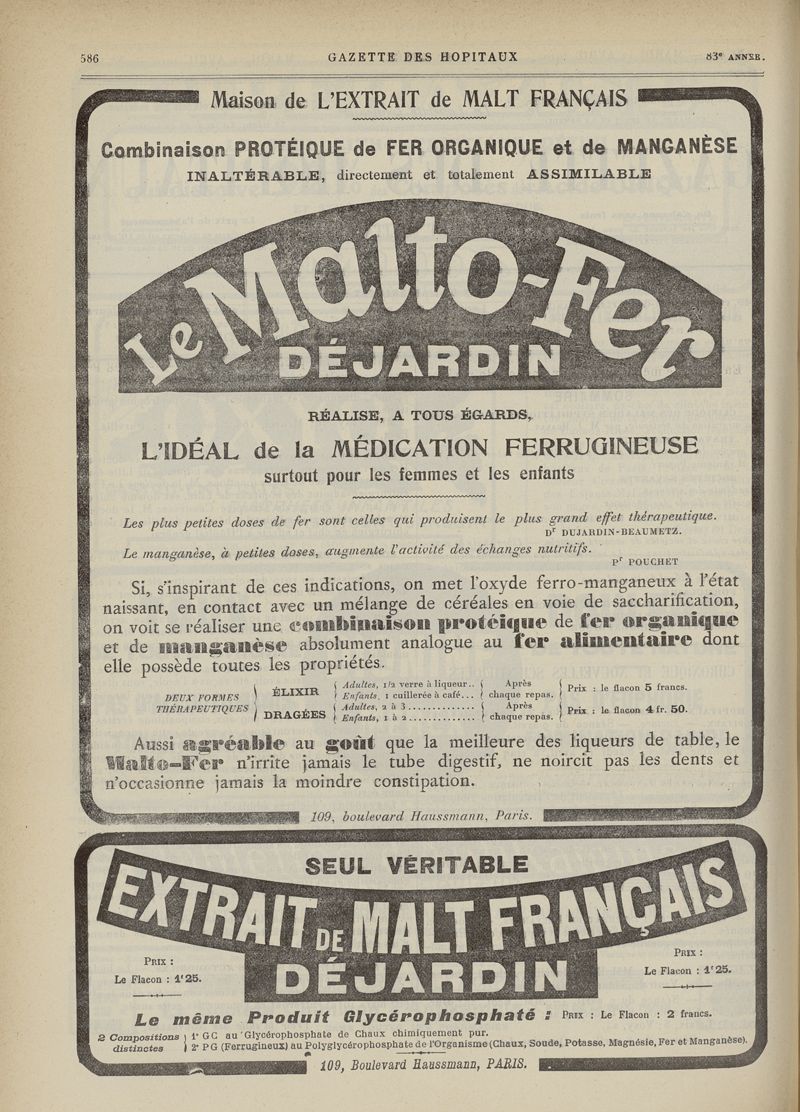 586
GAZETTE DES HOPITAUX
83e ANNÉE.
Maison de L'EXTRAIT de MALT FRANÇAIS
Combinaison PROTÉIQUE de FER ORGANIQUE et de MANGANÈSE
INALTÉRABLE, directement et totalement ASSIMILABLE
Le Malto-Fer
DÉJARDIN
RÉALISE, A TOUS ÉGARDS,
L'IDÉAL de la MÉDICATION FERRUGINEUSE
surtout pour les femmes et les enfants
Les plus petites doses de fer sont celles qui produisent le plus grand effet thérapeutique.
Dr DUJARDIN-BEAUMETZ.
Le manganèse, à petites doses, augmente l'activité des échanges nutritifs.
Pr POUCHET
Si, s'inspirant de ces indications, on met l'oxyde ferro-manganeux à l'état
naissant, en contact avec un mélange de céréales en voie de saccharification,
on voit se réaliser une combinaison protéique de fer organique
et de manganèse absolument analogue au fer alimentaire dont
elle possède toutes les propriétés.
DEUX FORMES
THÉRAPEUTIQUES
ÉLIXIR
Adultes, 1/2 verre à liqueur..
Enfants, 1 cuillerée à café...
Après
chaque repas.
Prix : le flacon 5 francs.
DRAGÉES
Adultes, 2 à 3..............
Enfants, 1 à 2..............
Après
chaque repas.
Prix : le flacon 4 fr. 50.
Aussi agréable au goût que la meilleure des liqueurs de table, le
Malto-Fer n'irrite jamais le tube digestif, ne noircit pas les dents et
n'occasionne jamais la moindre constipation.
109, boulevard Haussmann, Paris.
SEUL VÉRITABLE
EXTRAIT DE MALT FRANÇAIS
DÉJARDIN
PRIX :
Le Flacon : 1f25.
PRIX :
Le Flacon : 1f25.
Le même Produit Glycérophosphaté : PRIX : Le Flacon : 2 francs.
2 Compositions
distinctes
1° GC au Glycérophosphate de Chaux chimiquement pur.
2° PG (Ferrugineux) au Polyglycérophosphate de l'Organisme (Chaux, Soude, Potasse, Magnésie, Fer et Manganèse).
109, Boulevard Haussmann, PARIS.